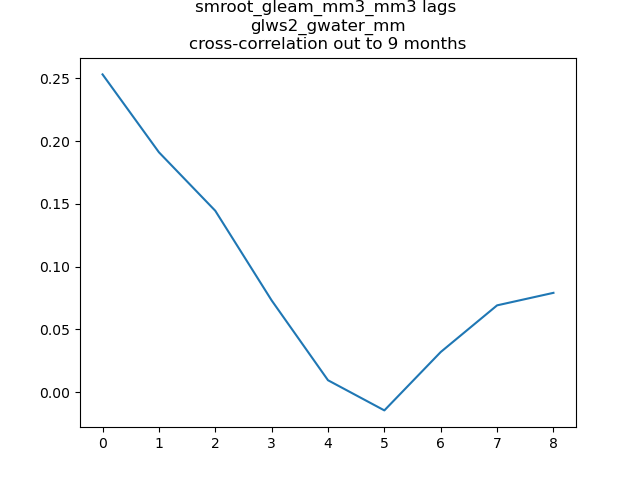 smroot_gleam_mm3_mm3 lags
glws2_gwater_mm
cross-correlation out to 9 months
0.25
0.20
0.15
0.10
0.05
0.00
0 1 2 3 4 5 6 7 8